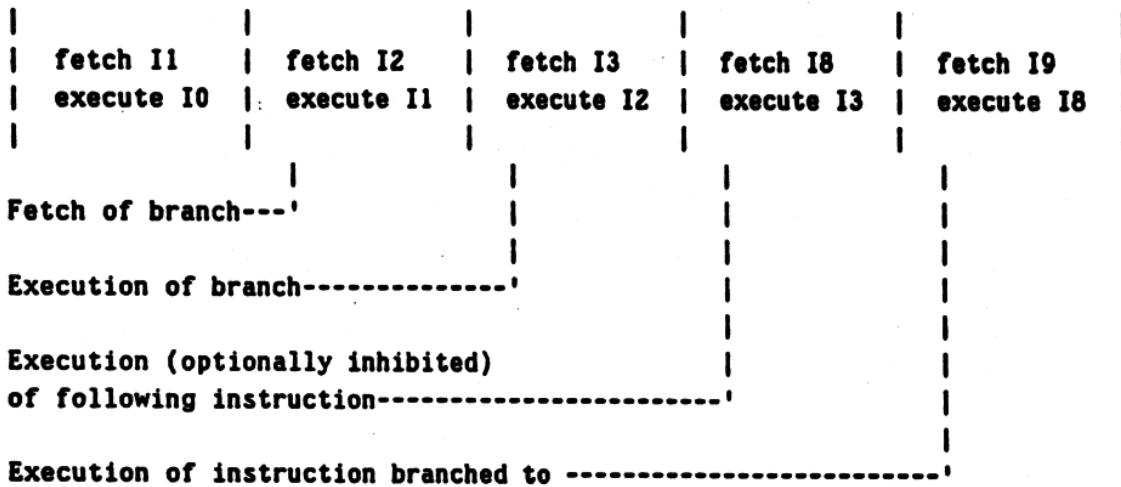 fetch I1 fetch I2 fetch I3 fetch I8 fetch I9
execute I0 execute I1 execute I2 execute I3 execute I8
Fetch of branch---'
Execution of branch--------------'
Execution (optionally inhibited)
of following instruction-----------------------'
Execution of instruction branched to -------------------------'